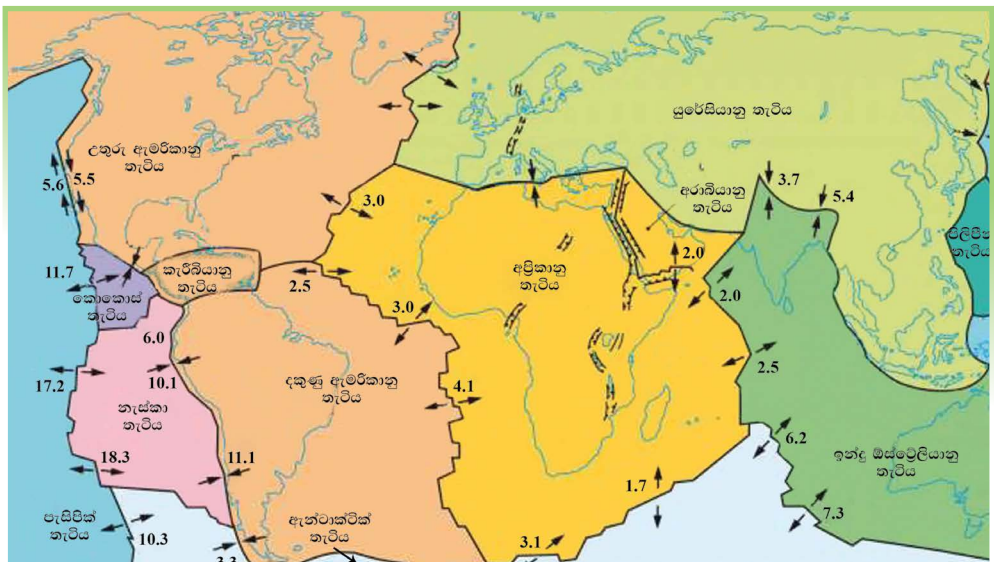 යුරේසියානු තැටිය
උතුරු ඇමරිකානු
තැටිය
5.6
5.5
3.0
අරාබියානු
තැටිය
3.7
5.4
11.7
කොකොස්
තැටිය
කැරීබියානු
තැටිය
2.5
3.0
අප්‍රිකානු
තැටිය
2.0
2.0
තැටිය
6.0
10.1
17.2
නැස්කා
තැටිය
දකුණු ඇමරිකානු
තැටිය
4.1
2.5
18.3
11.1
1.7
6.2
ඉන්දු ඕස්ට්‍රේලියානු
තැටිය
පැසිපික්
තැටිය
10.3
ඇන්ටාක්ටික්
තැටිය
3.1
7.3